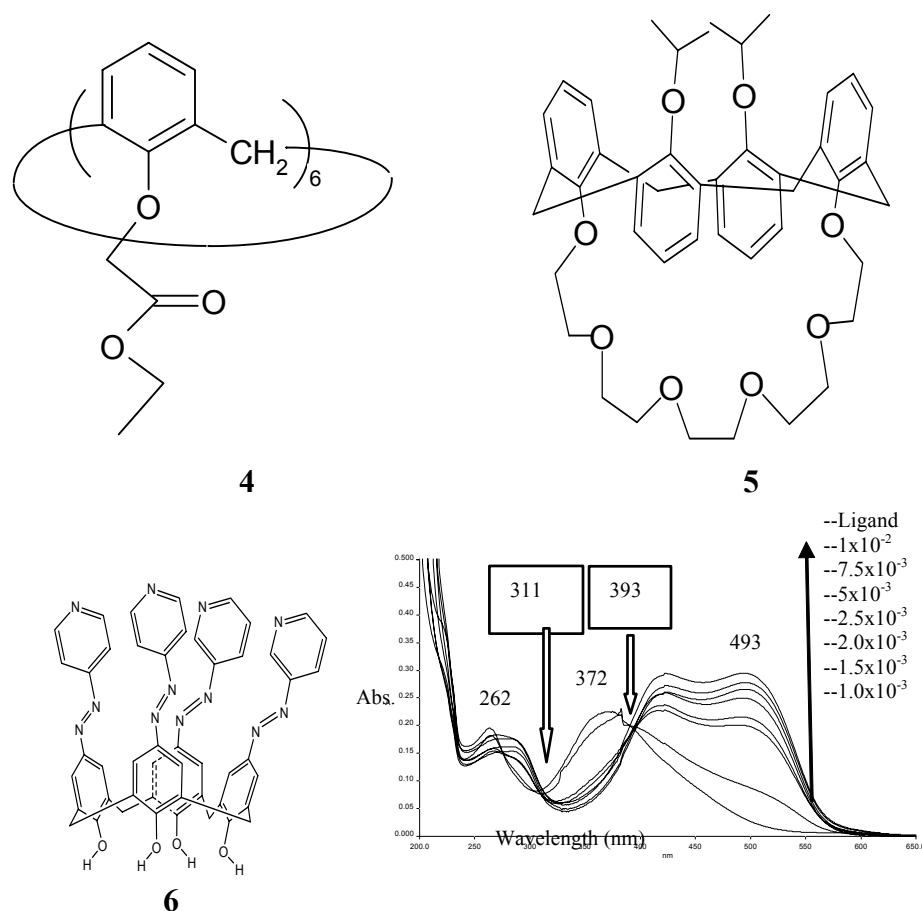 CH₂
6
O
O
O
4
O O
O O
O O
O O
5
N N N N
N N N N
N N N N
O O O O
H H H H
6
--Ligand
--1x10⁻²
--7.5x10⁻³
--5x10⁻³
--2.5x10⁻³
--2.0x10⁻³
--1.5x10⁻³
--1.0x10⁻³
311 393
262 372 493
Abs.
0.500
0.45
0.40
0.35
0.30
0.25
0.20
0.15
0.10
0.05
0.000
200.0 250 300 350 400 450 500 550 600 650.0
Wavelength (nm)
nm